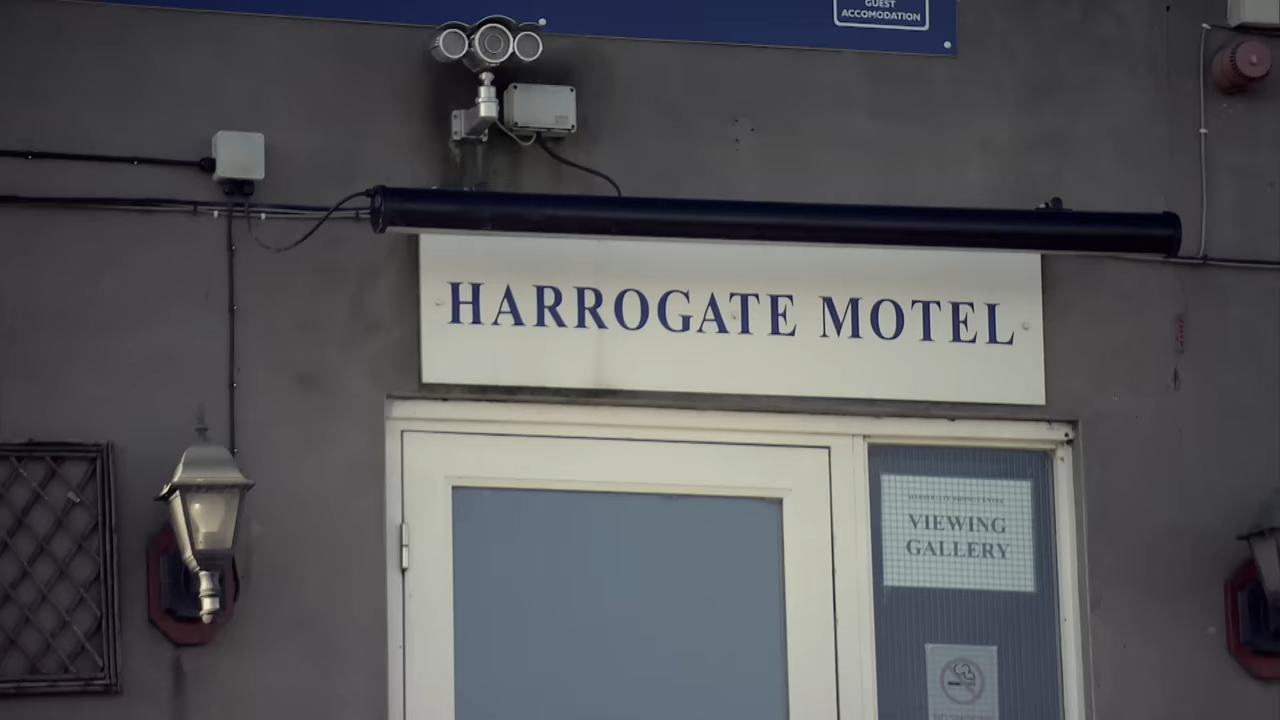 GUEST
ACCOMODATION
HARROGATE MOTEL
VIEWING
GALLERY